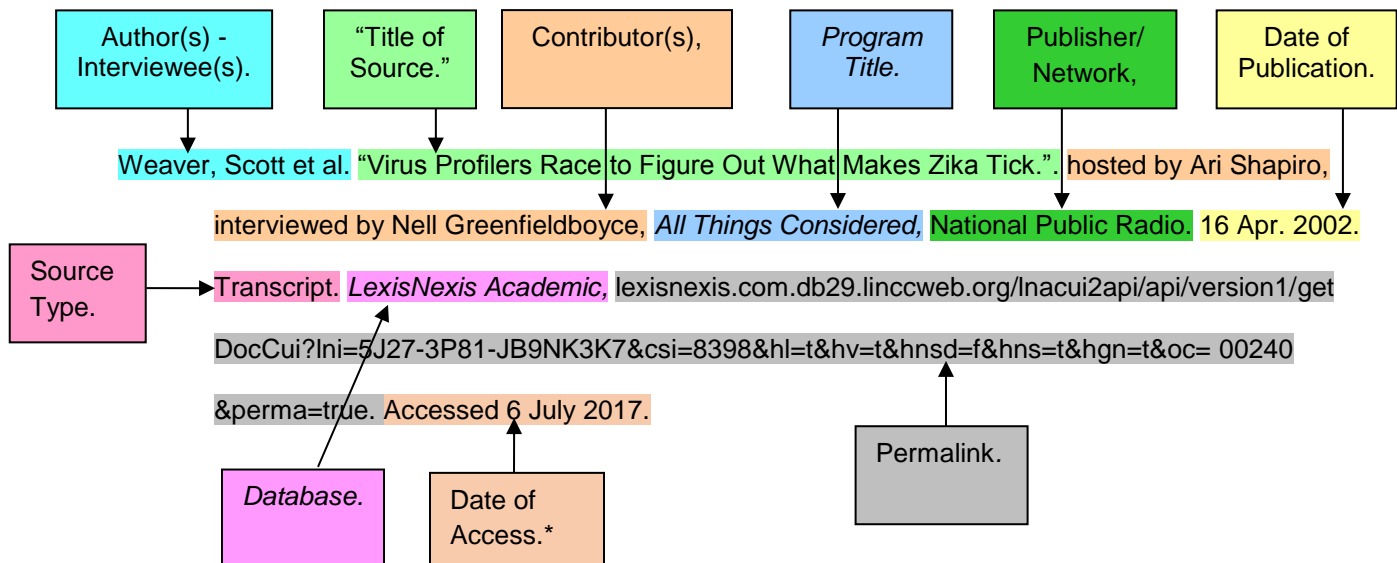 Author(s) -
Interviewee(s).
“Title of
Source.”
Contributor(s),
Program
Title.
Publisher/
Network,
Date of
Publication.
Weaver, Scott et al. “Virus Profilers Race to Figure Out What Makes Zika Tick.”. hosted by Ari Shapiro,
interviewed by Nell Greenfieldboyce, All Things Considered, National Public Radio. 16 Apr. 2002.
Source
Type.
Transcript. LexisNexis Academic, lexisnexis.com.db29.linccweb.org/lnacui2api/api/version1/get
DocCui?lni=5J27-3P81-JB9NK3K7&csi=8398&hl=t&hv=t&hnsd=f&hns=t&hgn=t&oc= 00240
&perma=true. Accessed 6 July 2017.
Permalink.
Database.
Date of
Access.*